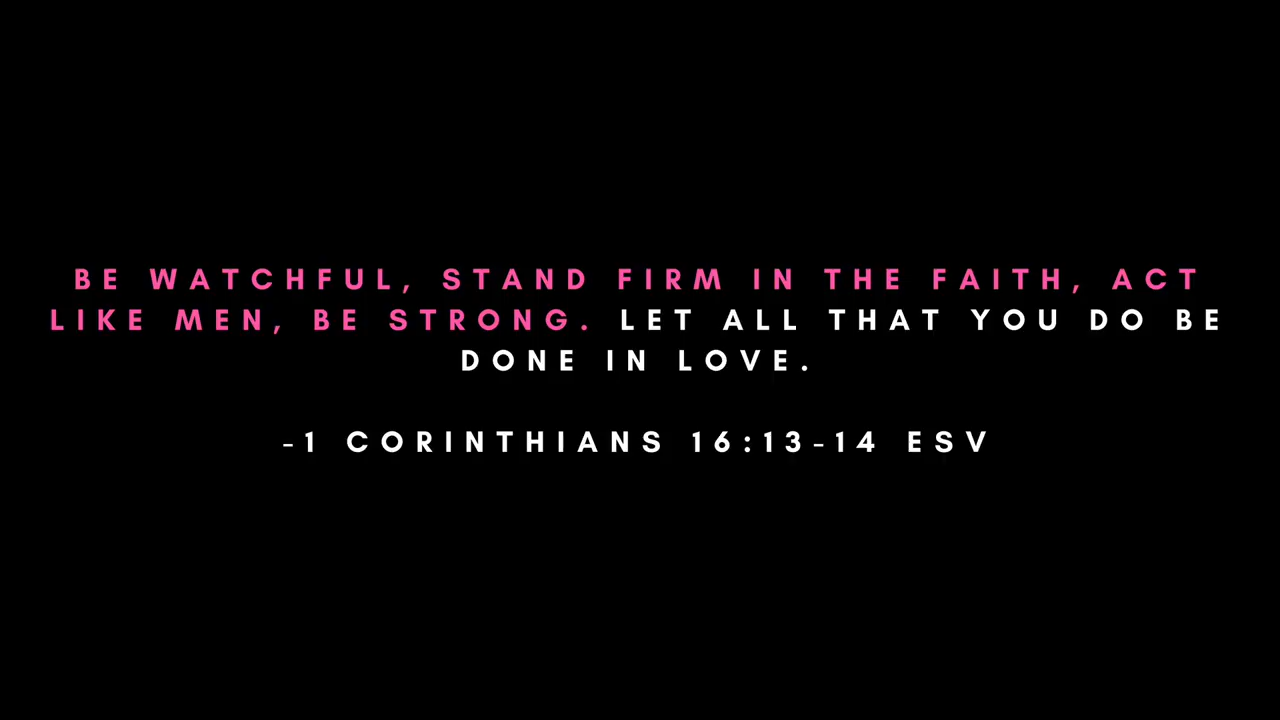 BE WATCHFUL, STAND FIRM IN THE FAITH, ACT
LIKE MEN, BE STRONG. LET ALL THAT YOU DO BE
DONE IN LOVE.
-1 CORINTHIANS 16:13-14 ESV